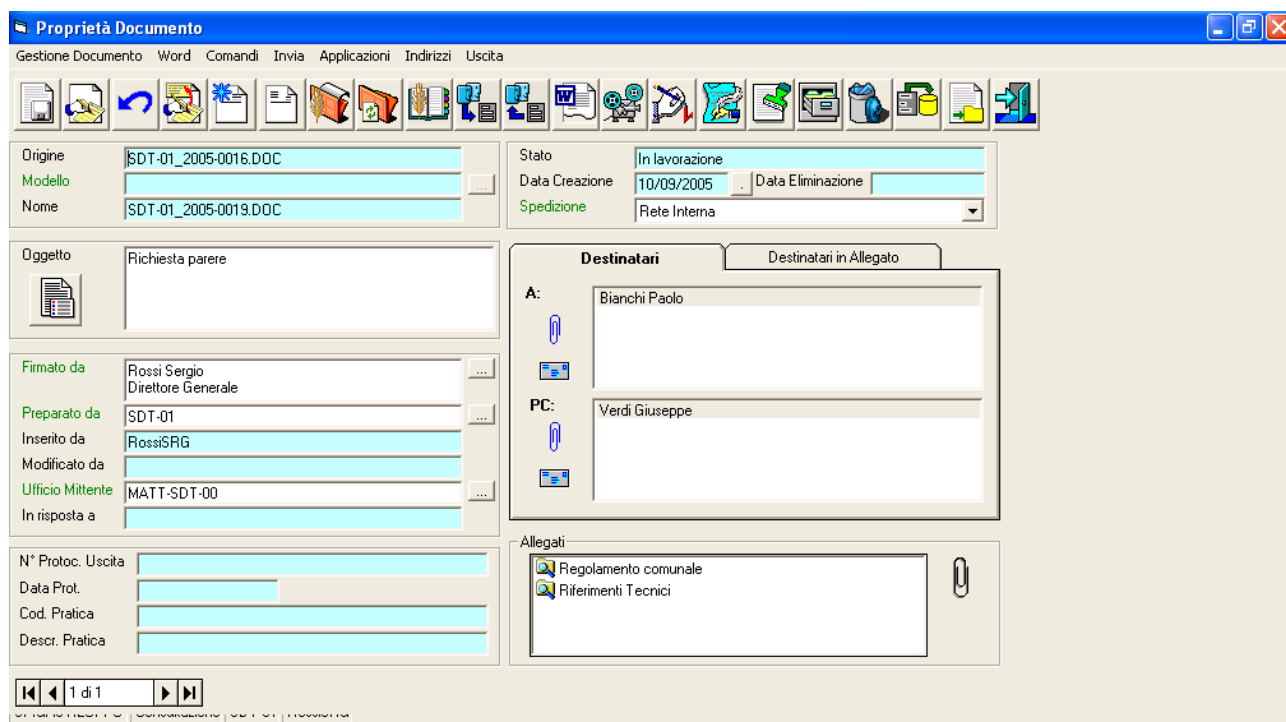 Proprietà Documento
Gestione Documento Word Comandi Invia Applicazioni Indirizzi Uscita
Origine SDT-01_2005-0016.DOC
Modello ...
Nome SDT-01_2005-0019.DOC
Stato In lavorazione
Data Creazione 10/09/2005 . Data Eliminazione
Spedizione Rete Interna
Oggetto Richiesta parere
Destinatari Destinatari in Allegato
A: Bianchi Paolo
PC: Verdi Giuseppe
Firmato da Rossi Sergio ...
Direttore Generale
Preparato da SDT-01 ...
Inserito da RossiSRG
Modificato da
Ufficio Mittente MATT-SDT-00 ...
In risposta a
N° Protoc. Uscita
Data Prot.
Cod. Pratica
Descr. Pratica
Allegati
Regolamento comunale
Riferimenti Tecnici
1 di 1